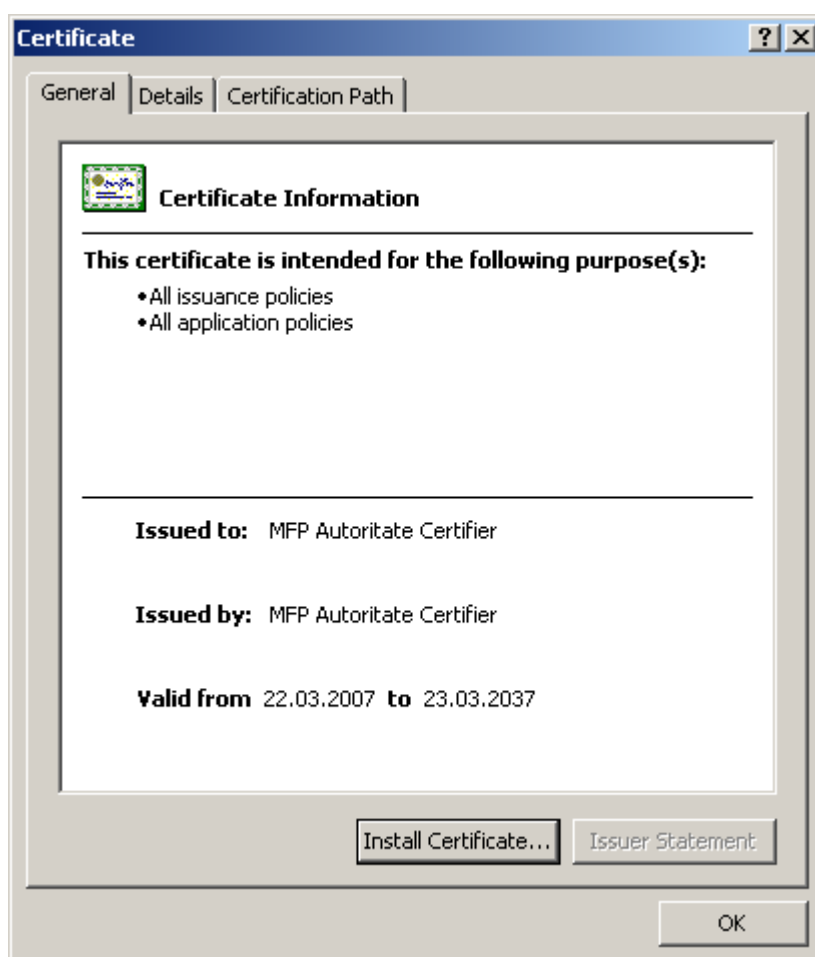 Certificate
General Details Certification Path
Certificate Information
This certificate is intended for the following purpose(s):
•All issuance policies
•All application policies
Issued to: MFP Autoritate Certifier
Issued by: MFP Autoritate Certifier
Valid from 22.03.2007 to 23.03.2037
Install Certificate... Issuer Statement
OK